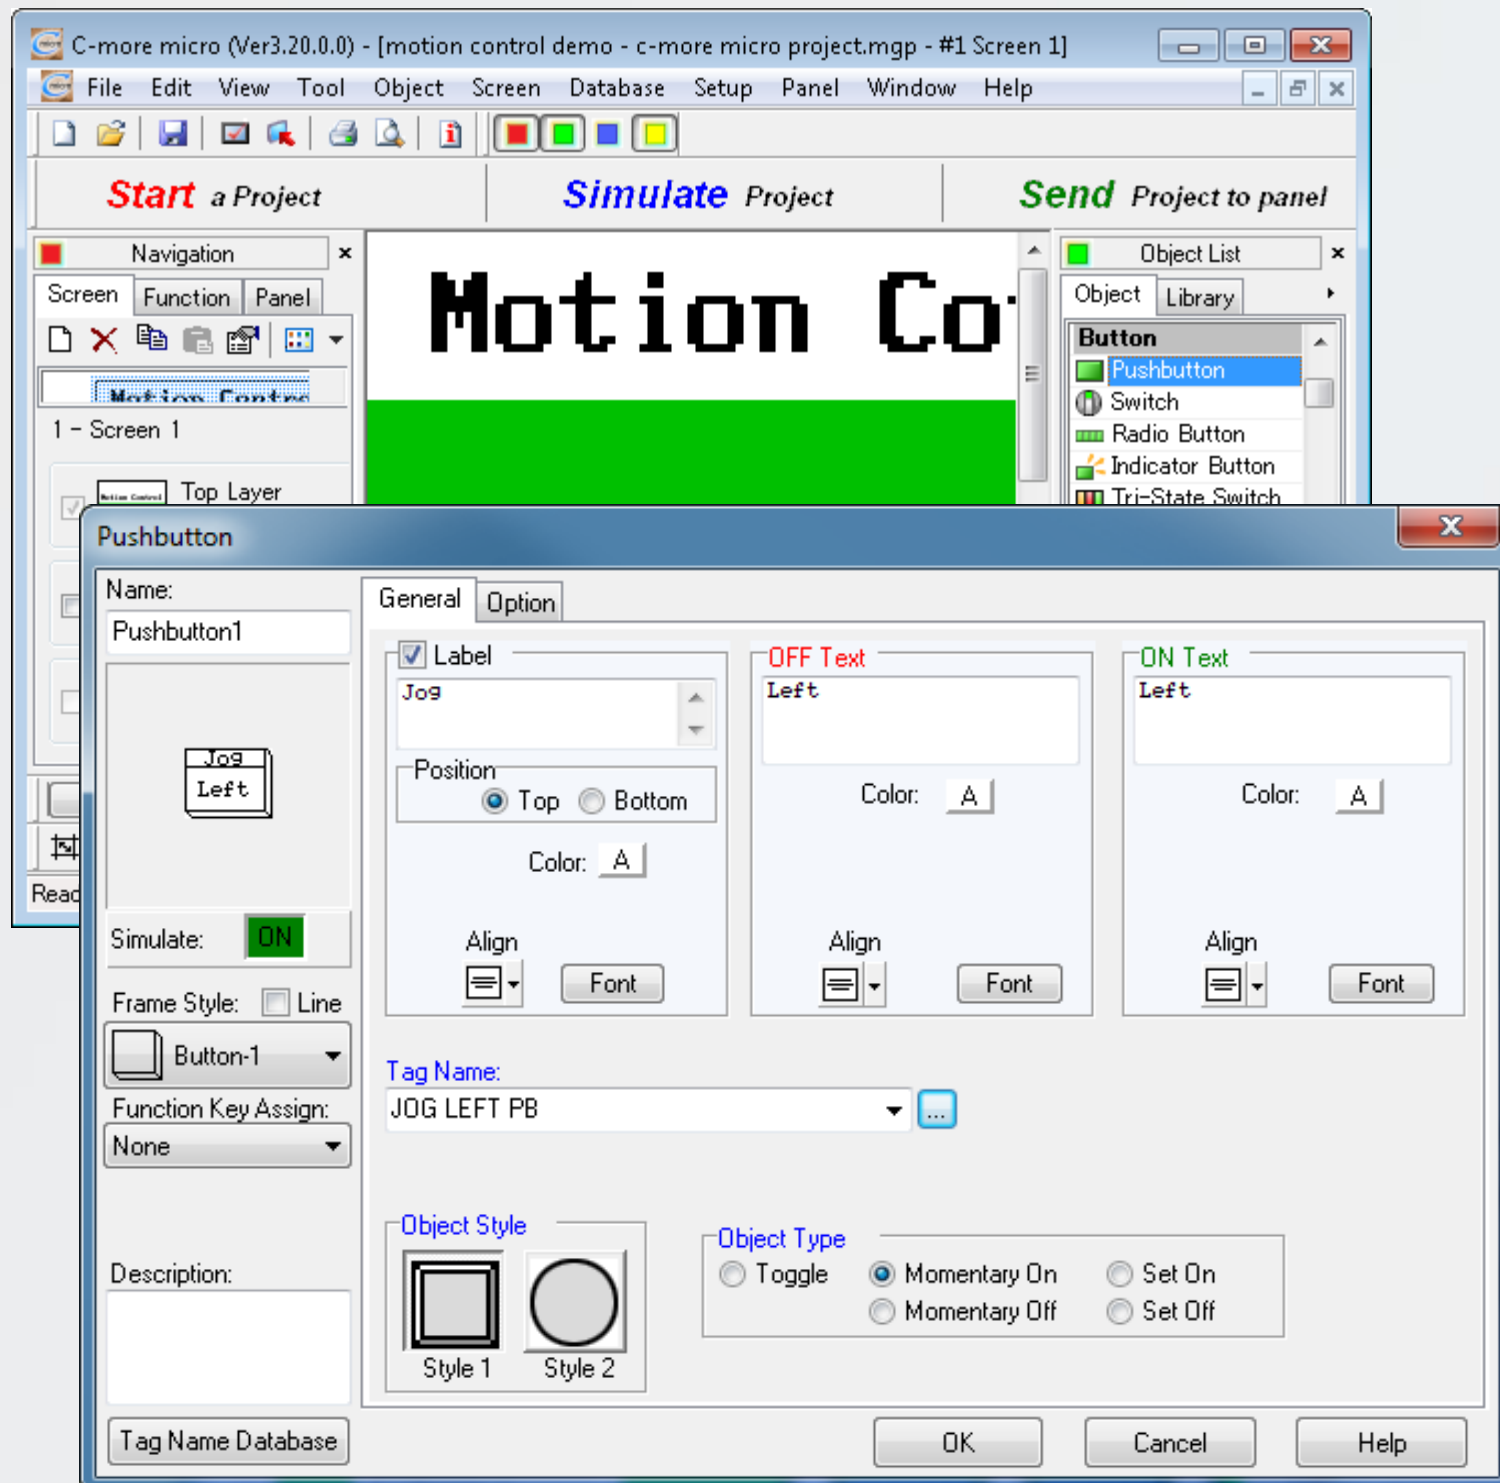 C-more micro (Ver3.20.0.0) - [motion control demo - c-more micro project.mgp - #1 Screen 1]
File Edit View Tool Object Screen Database Setup Panel Window Help
Start a Project
Simulate Project
Send Project to panel
Navigation
Screen Function Panel
1 - Screen 1
Motion Control
Top Layer
Motion Co
Object List
Object Library
Button
Pushbutton
Switch
Radio Button
Indicator Button
Tri-State Switch
Pushbutton
Name:
Pushbutton1
Jog
Left
Simulate: ON
Frame Style: Line
Button-1
Function Key Assign:
None
Description:
Tag Name Database
General Option
Label
Jog
Position
Top Bottom
Color: A
Align
Font
OFF Text
Left
Color: A
Align
Font
ON Text
Left
Color: A
Align
Font
Tag Name:
JOG LEFT PB
...
Object Style
Style 1 Style 2
Object Type
Toggle Momentary On Set On
Momentary Off Set Off
OK Cancel Help